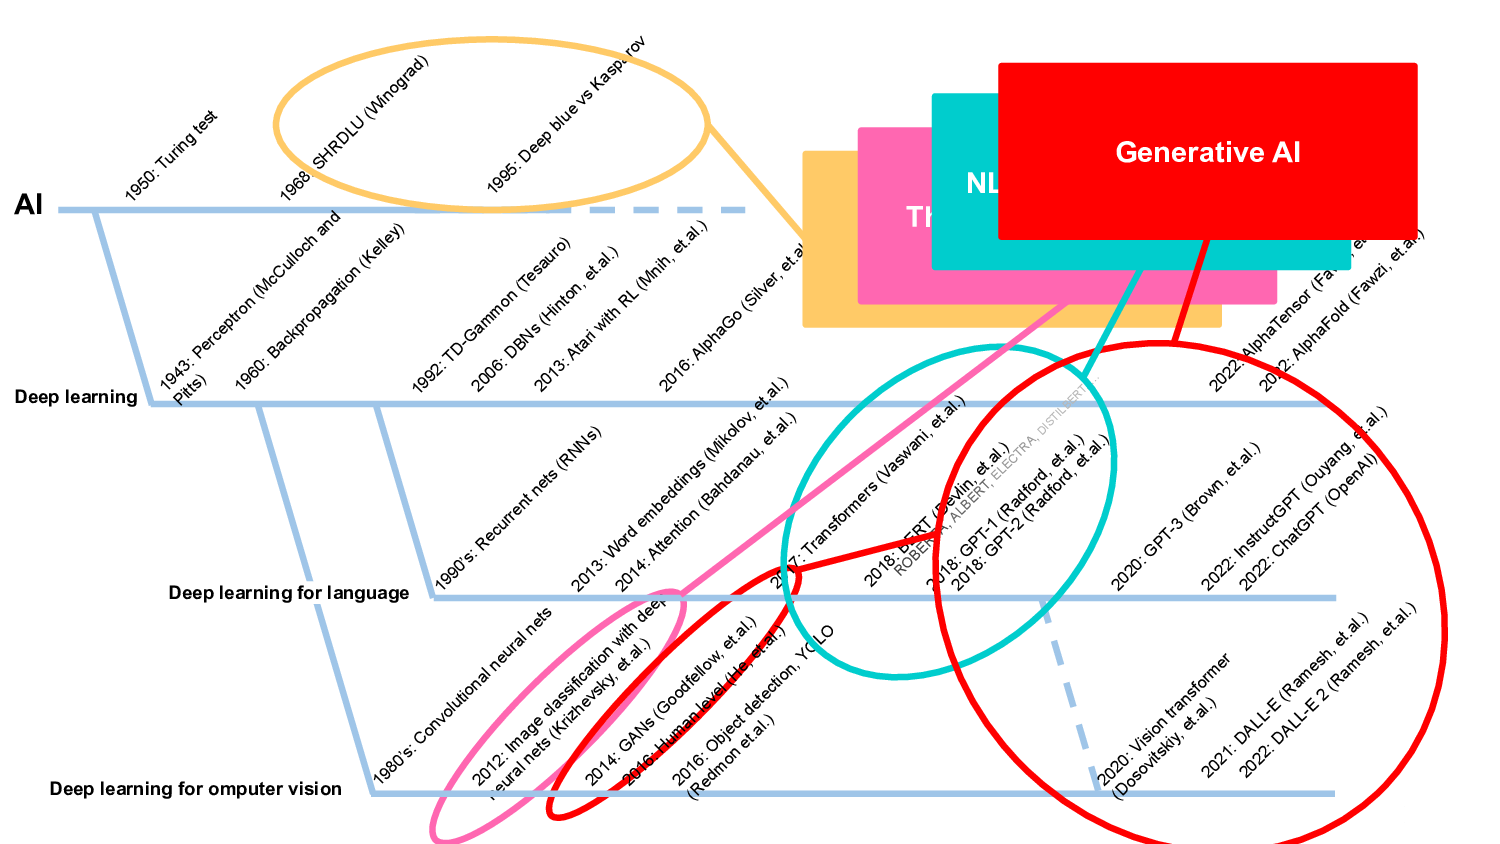 AI
1950: Turing test
1968: SHRDLU (Winograd)
1995: Deep blue vs Kasparov
Generative AI
NL
Th
Deep learning
1943: Perceptron (McCulloch and
Pitts)
1960: Backpropagation (Kelley)
1992: TD-Gammon (Tesauro)
2006: DBNs (Hinton, et.al.)
2013: Atari with RL (Mnih, et.al.)
2016: AlphaGo (Silver, et.al
2022: AlphaTensor (Fawzi, et.
2022: AlphaFold (Fawzi, et.al.)
Deep learning for language
1990's: Recurrent nets (RNNs)
2013: Word embeddings (Mikolov, et.al.)
2014: Attention (Bahdanau, et.al.)
2017: Transformers (Vaswani, et.al.)
2018: BERT (Devlin, et.al.)
ROBERTA, ALBERT, ELECTRA, DISTILBERT, ...
2018: GPT-1 (Radford, et.al.)
2018: GPT-2 (Radford, et.al.)
2020: GPT-3 (Brown, et.al.)
2022: InstructGPT (Ouyang, et.al.)
2022: ChatGPT (OpenAI)
Deep learning for omputer vision
1980's: Convolutional neural nets
2012: Image classification with deep
neural nets (Krizhevsky, et.al.)
2014: GANs (Goodfellow, et.al.)
2016: Human level (He, et.al.)
2016: Object detection, YOLO
(Redmon et.al.)
2020: Vision transformer
(Dosovitskiy, et.al.)
2021: DALL-E (Ramesh, et.al.)
2022: DALL-E 2 (Ramesh, et.al.)